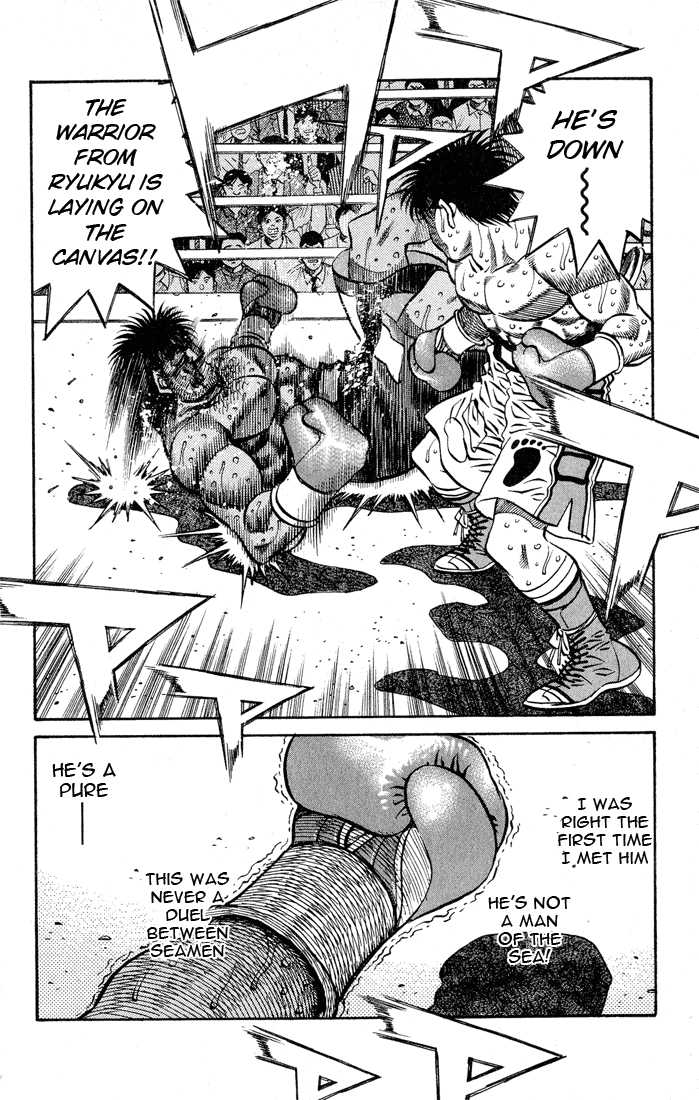 HE'S
DOWN
THE
WARRIOR
FROM
RYUKYU IS
LAYING ON
THE
CANVAS!!
I WAS
RIGHT THE
FIRST TIME
I MET HIM
HE'S NOT
A MAN
OF THE
SEA!
THIS WAS
NEVER A
DUEL
BETWEEN
SEAMEN
HE'S A
PURE —